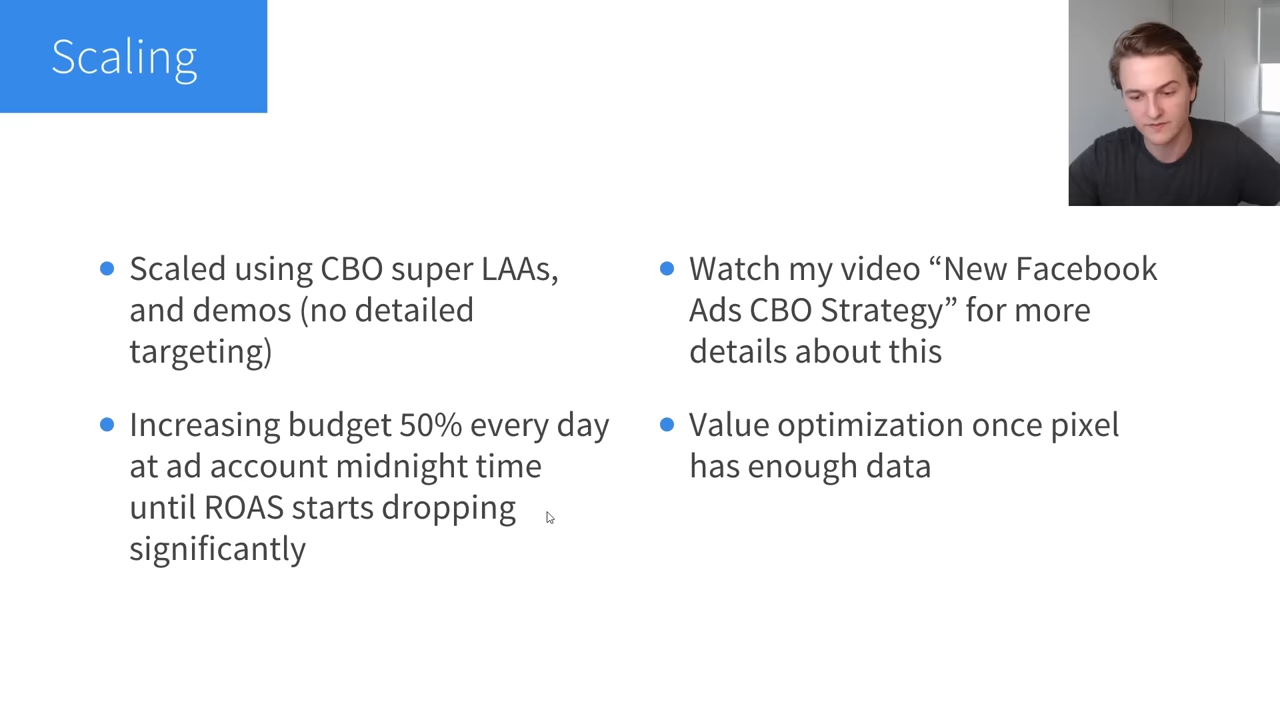 Scaling
Scaled using CBO super LAAs,
and demos (no detailed
targeting)
Increasing budget 50% every day
at ad account midnight time
until ROAS starts dropping
significantly
Watch my video “New Facebook
Ads CBO Strategy” for more
details about this
Value optimization once pixel
has enough data